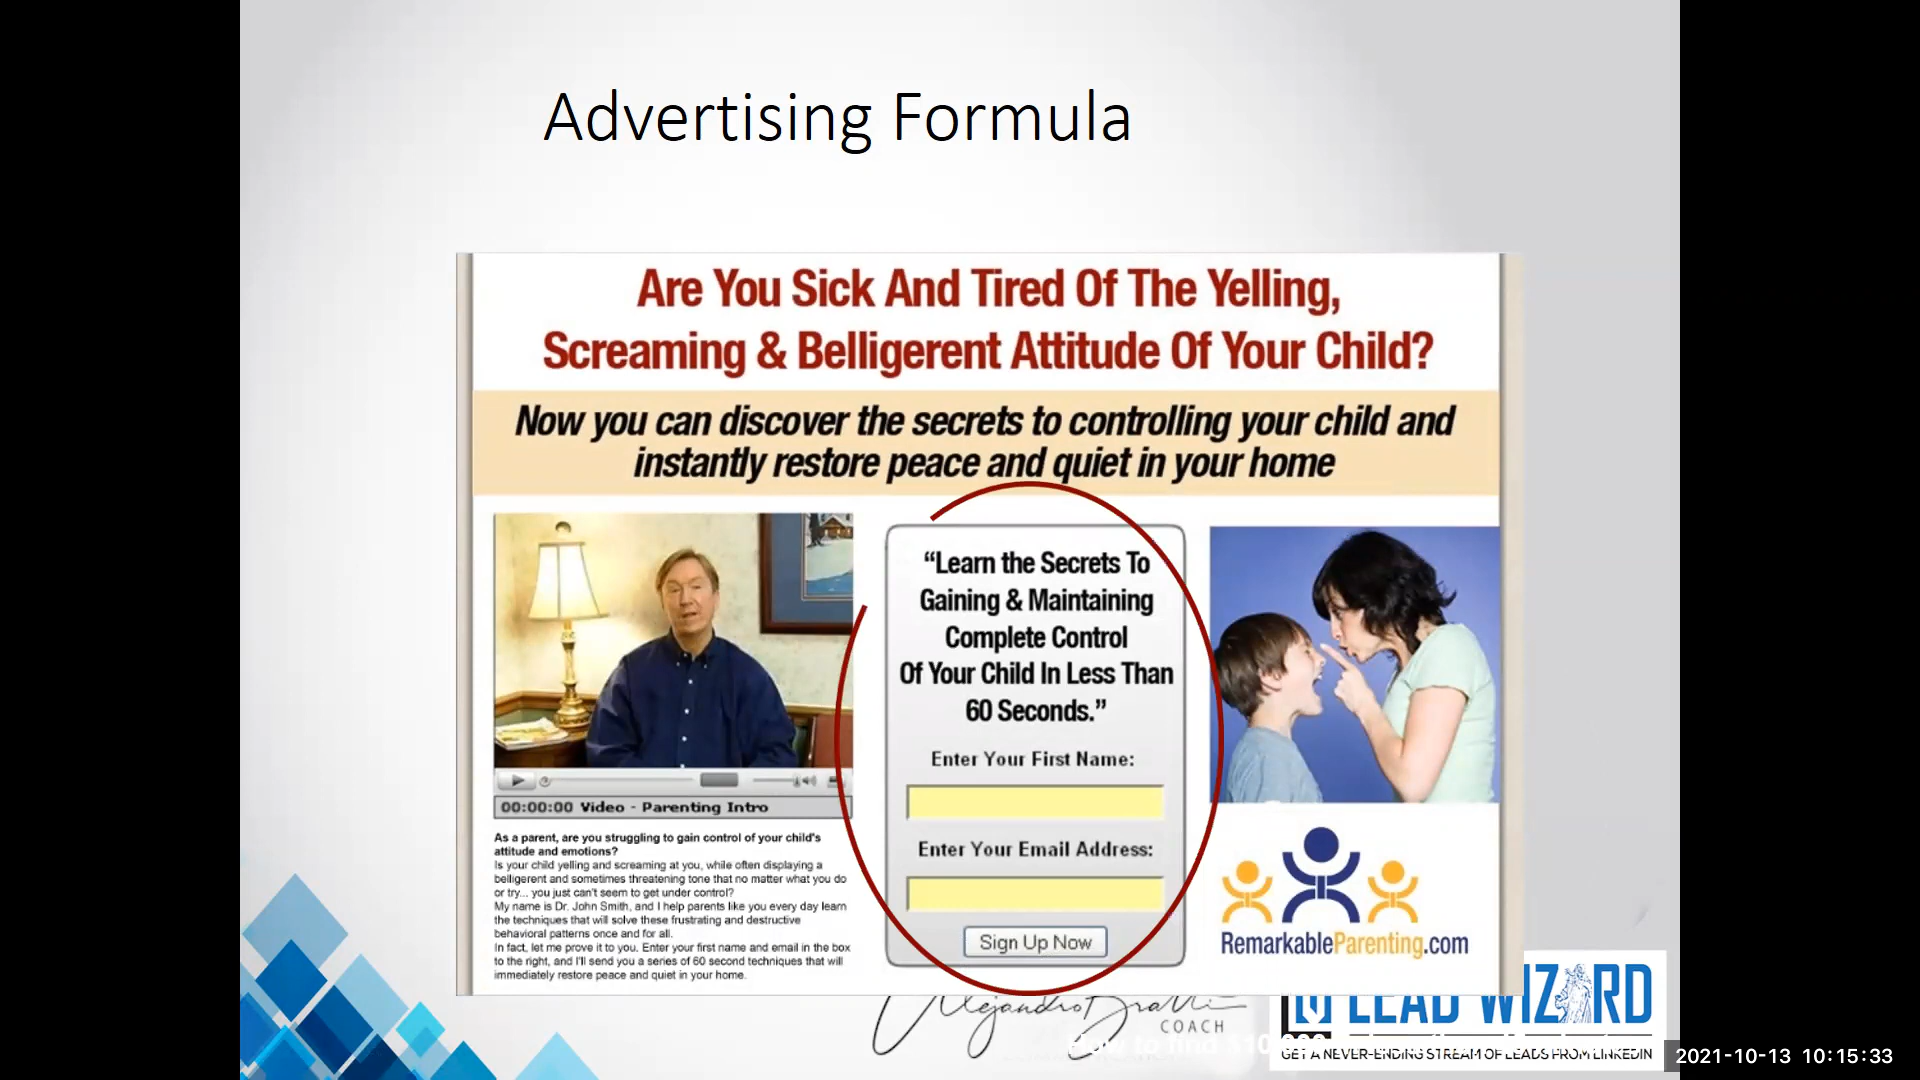 Advertising Formula
Are You Sick And Tired Of The Yelling,
Screaming & Belligerent Attitude Of Your Child?
Now you can discover the secrets to controlling your child and
instantly restore peace and quiet in your home
00:00:00 Video - Parenting Intro
As a parent, are you struggling to gain control of your child's
attitude and emotions?
Is your child yelling and screaming at you, while often displaying a
belligerent and sometimes threatening tone that no matter what you do
or try... you just can't seem to get under control?
My name is Dr. John Smith, and I help parents like you every day learn
the techniques that will solve these frustrating and destructive
behavioral patterns once and for all.
In fact, let me prove it to you. Enter your first name and email in the box
to the right, and I'll send you a series of 60 second techniques that will
immediately restore peace and quiet in your home.
“Learn the Secrets To
Gaining & Maintaining
Complete Control
Of Your Child In Less Than
60 Seconds.”
Enter Your First Name:
Enter Your Email Address:
Sign Up Now
RemarkableParenting.com
Alejandro
COACH
LEAD WIZARD
GET A NEVER-ENDING STREAM OF LEADS FROM LINKEDIN
How to find $10
2021-10-13 10:15:33